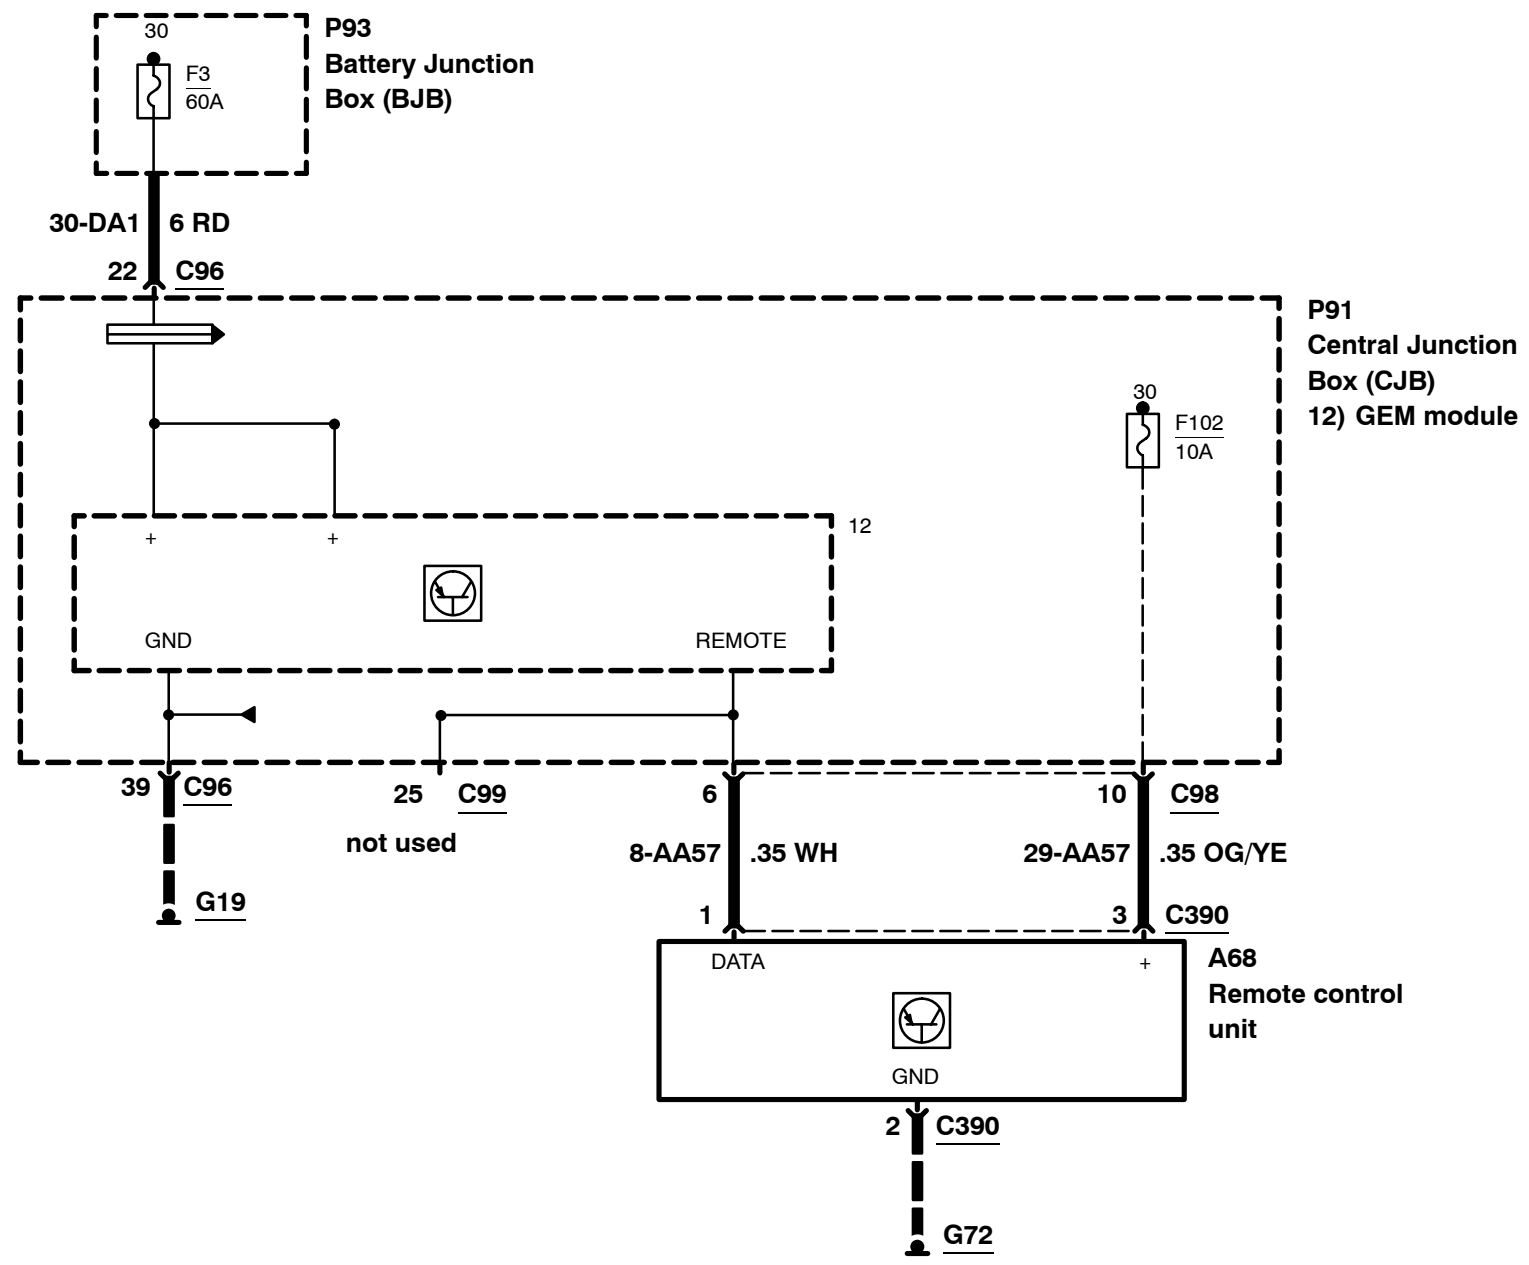 30
F3
60A
P93
Battery Junction
Box (BJB)
30-DA1 6 RD
22 C96
P91
Central Junction
Box (CJB)
12) GEM module
30
F102
10A
12
+ +
GND REMOTE
39 C96
25 C99
not used
6
10 C98
8-AA57 .35 WH
29-AA57 .35 OG/YE
G19
1
3 C390
DATA +
A68
Remote control
unit
GND
2 C390
G72